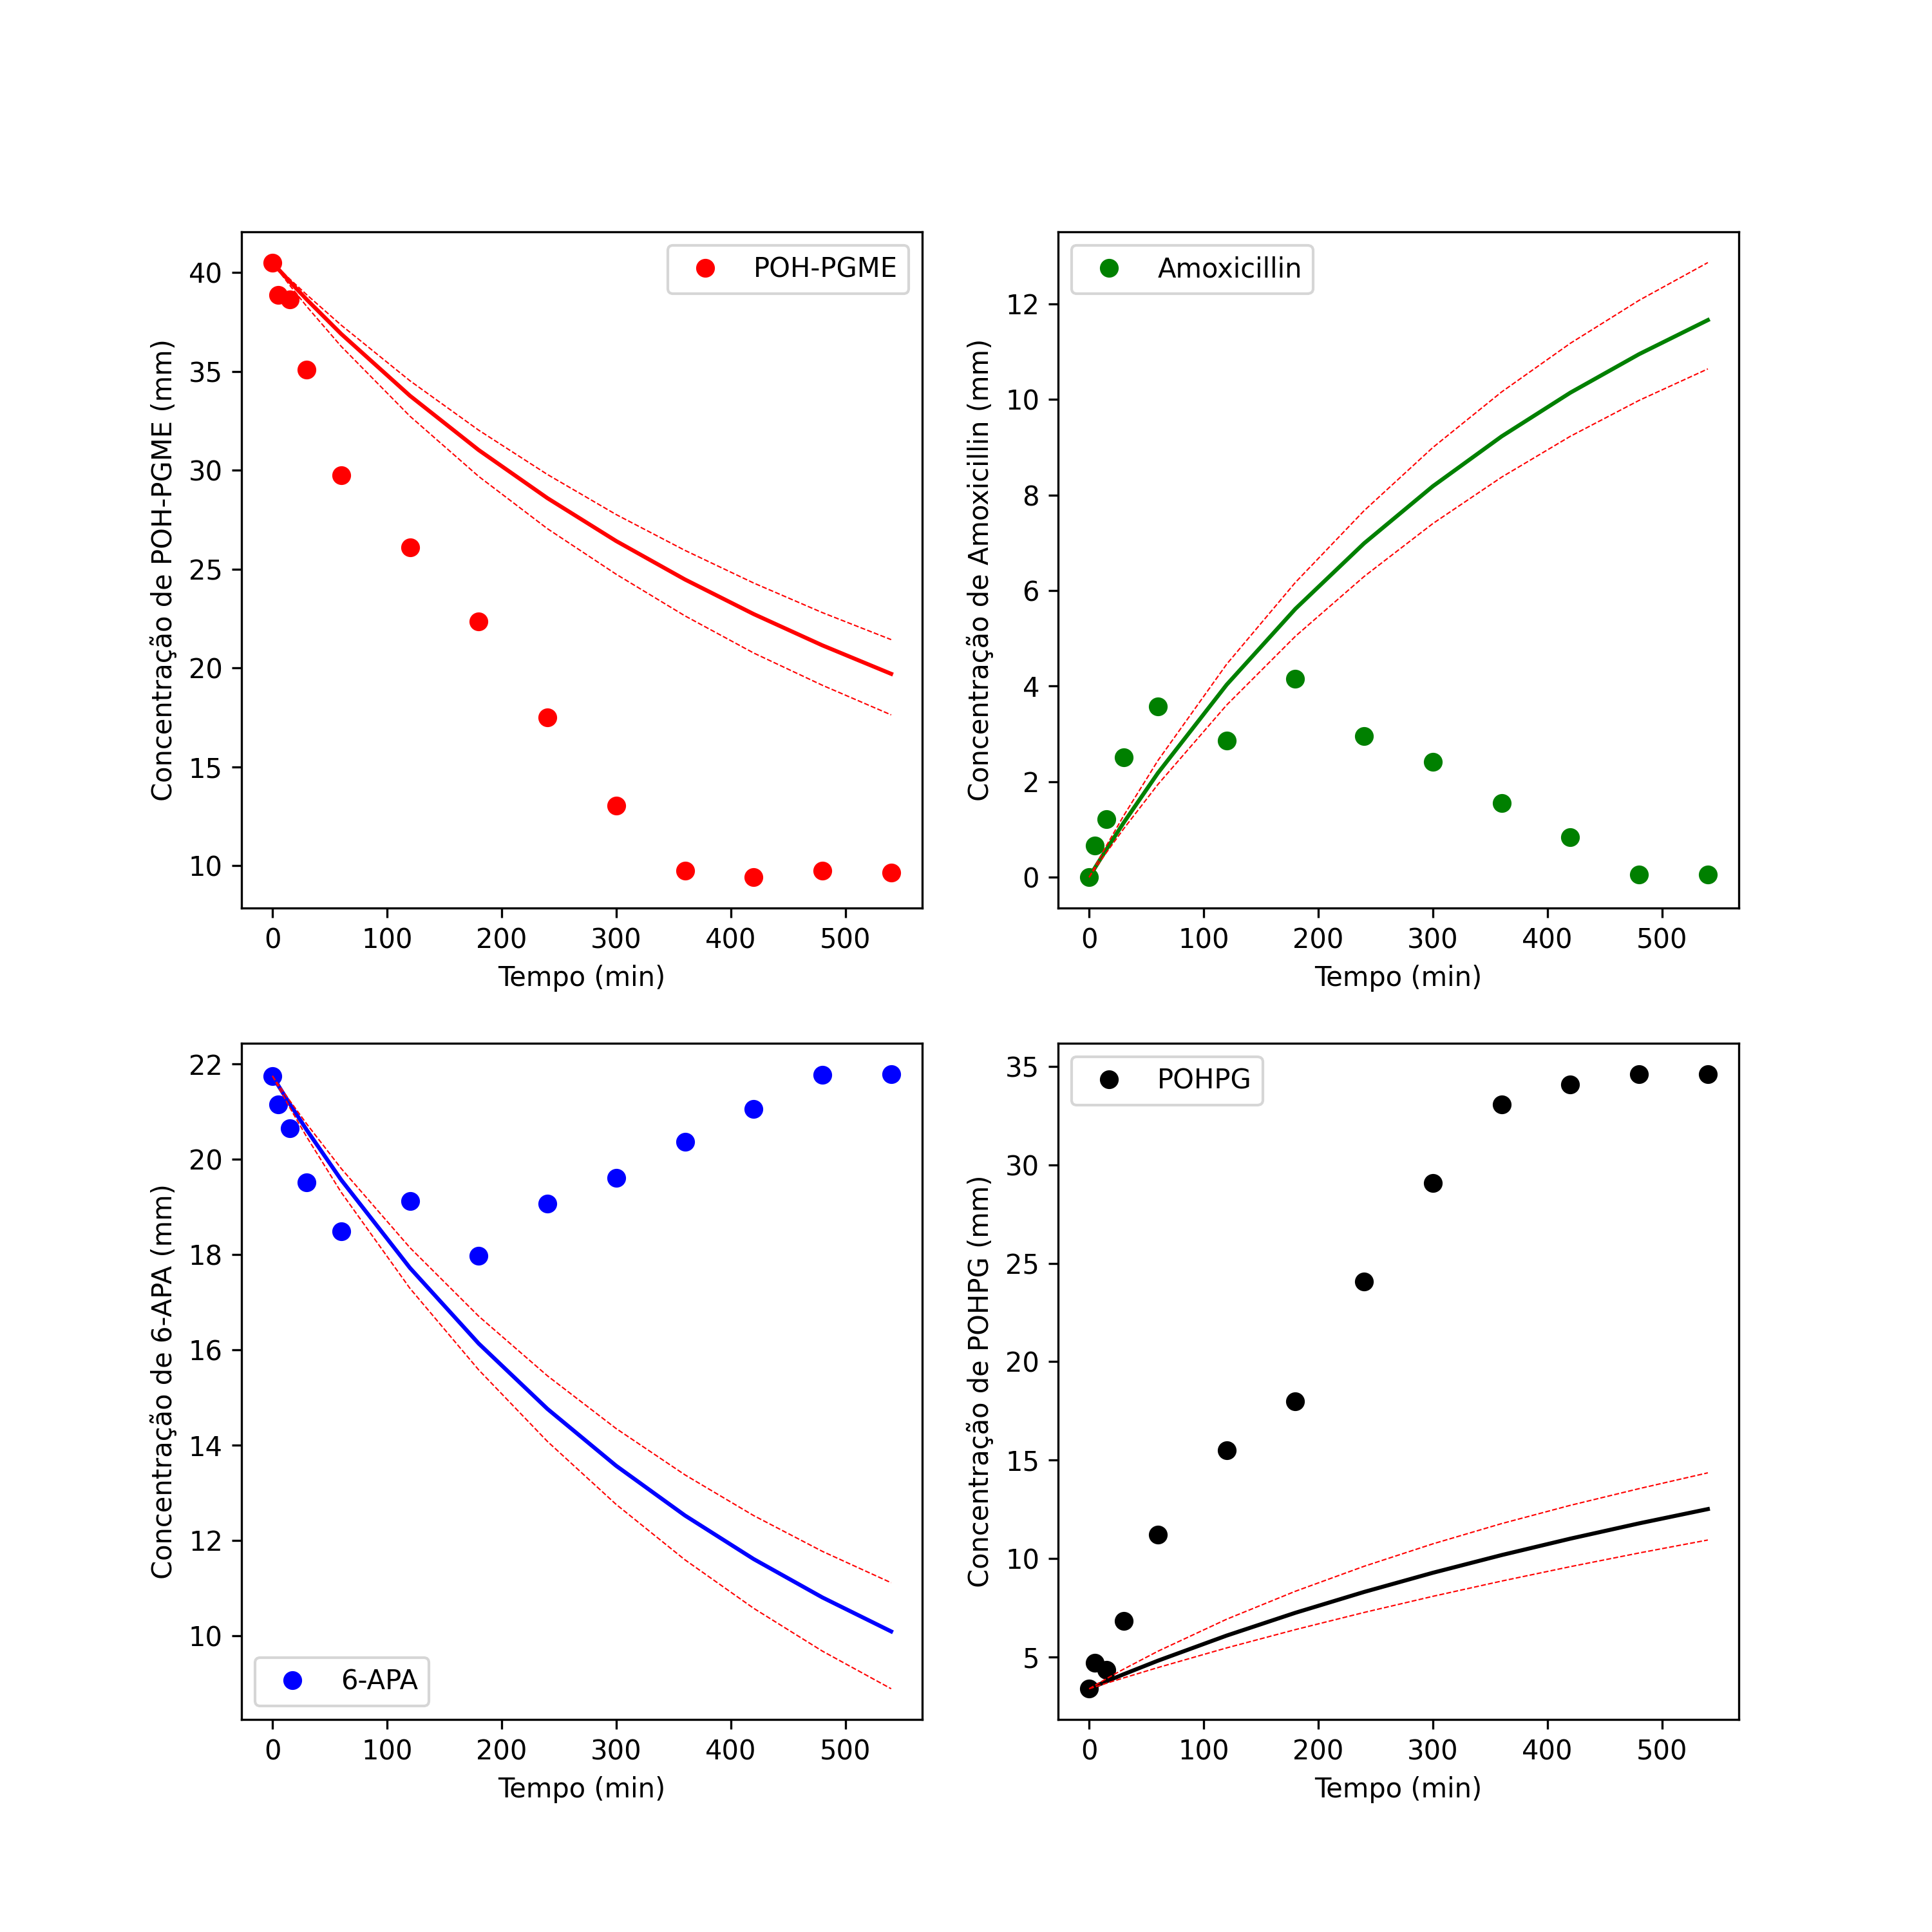 POH-PGME
Concentração de POH-PGME (mm)
40
35
30
25
20
15
10
0 100 200 300 400 500
Tempo (min)
Amoxicillin
Concentração de Amoxicillin (mm)
12
10
8
6
4
2
0
0 100 200 300 400 500
Tempo (min)
6-APA
Concentração de 6-APA (mm)
22
20
18
16
14
12
10
0 100 200 300 400 500
Tempo (min)
POHPG
Concentração de POHPG (mm)
35
30
25
20
15
10
5
0 100 200 300 400 500
Tempo (min)